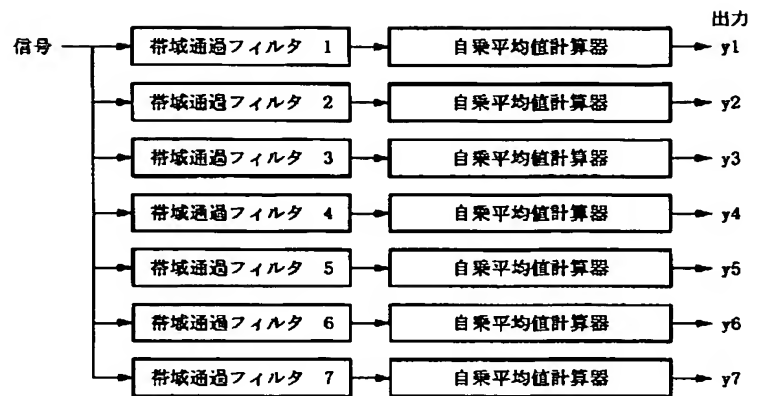 出力
信号 帯域通過フィルタ 1 自乗平均値計算器 y1
帯域通過フィルタ 2 自乗平均値計算器 y2
帯域通過フィルタ 3 自乗平均値計算器 y3
帯域通過フィルタ 4 自乗平均値計算器 y4
帯域通過フィルタ 5 自乗平均値計算器 y5
帯域通過フィルタ 6 自乗平均値計算器 y6
帯域通過フィルタ 7 自乗平均値計算器 y7